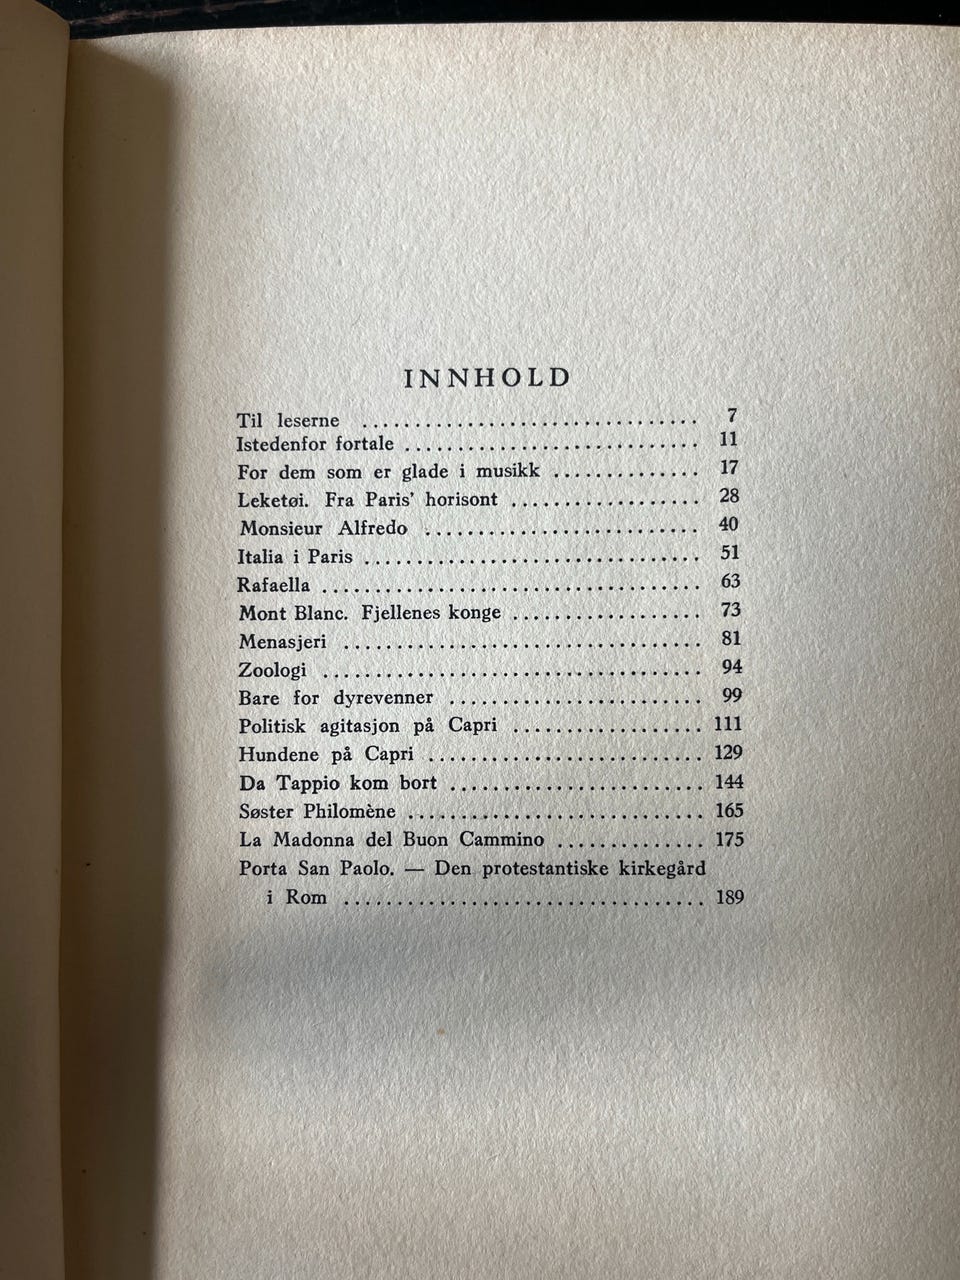 INNHOLD
Til leserne ................................ 7
Istedenfor fortale ............................ 11
For dem som er glade i musikk .............. 17
Leketøi. Fra Paris' horisont .................. 28
Monsieur Alfredo .......................... 40
Italia i Paris ................................ 51
Rafaella .................................... 63
Mont Blanc. Fjellenes konge .................. 73
Menasjeri .................................. 81
Zoologi .................................... 94
Bare for dyrevenner ........................ 99
Politisk agitasjon på Capri .................. 111
Hundene på Capri .......................... 129
Da Tappio kom bort ........................ 144
Søster Philomène ............................ 165
La Madonna del Buon Cammino .............. 175
Porta San Paolo. — Den protestantiske kirkegård
i Rom .................................. 189